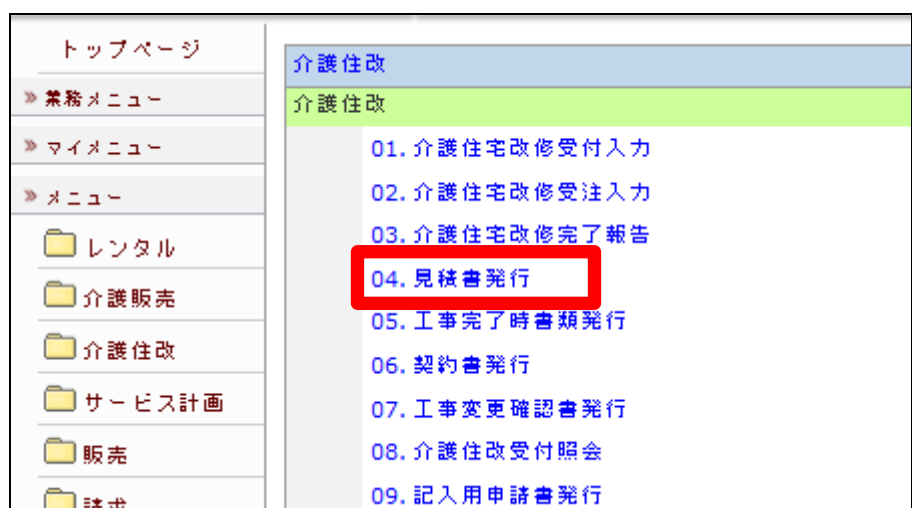 トップページ
» 業務メニュー
» マイメニュー
» メニュー
レンタル
介護販売
介護住改
サービス計画
販売
請求
介護住改
介護住改
01. 介護住宅改修受付入力
02. 介護住宅改修受注入力
03. 介護住宅改修完了報告
04. 見積書発行
05. 工事完了時書類発行
06. 契約書発行
07. 工事変更確認書発行
08. 介護住改受付照会
09. 記入用申請書発行